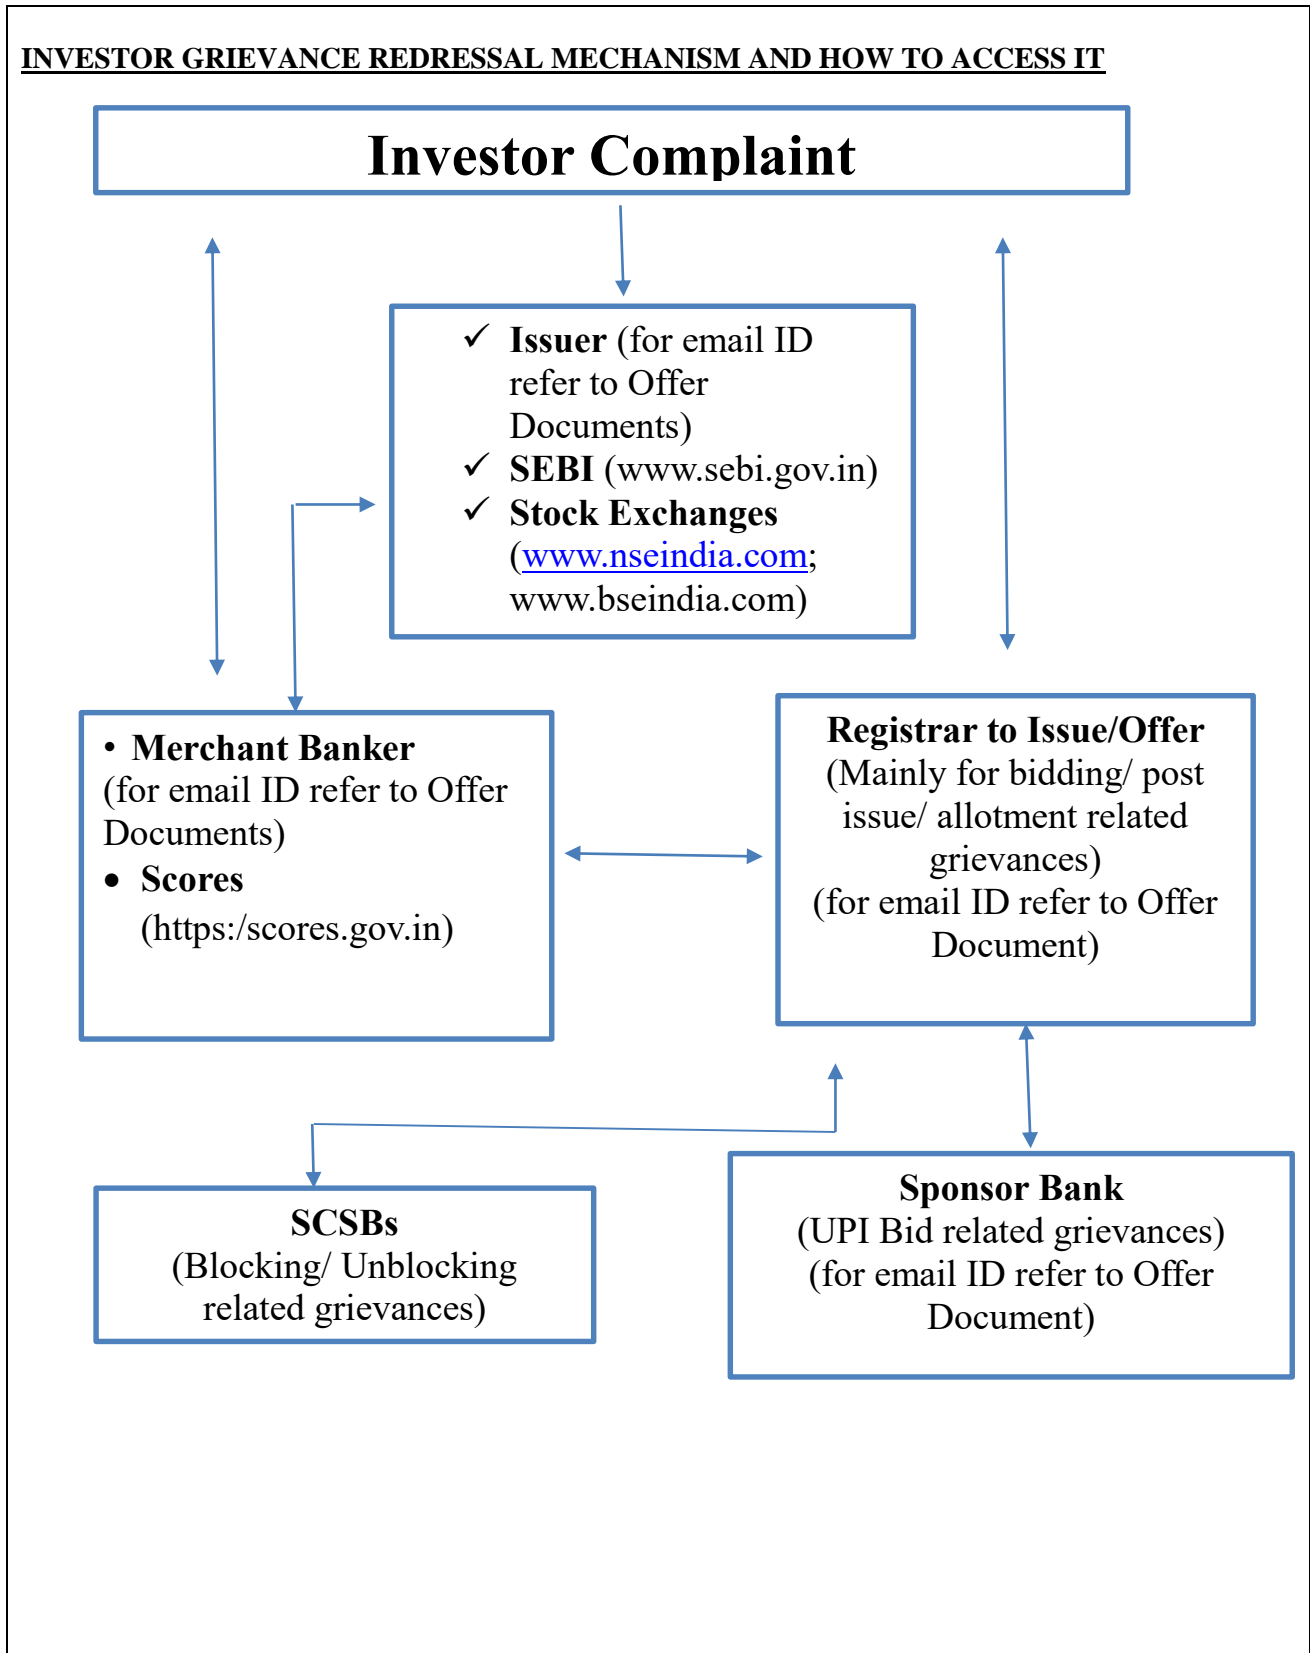 INVESTOR GRIEVANCE REDRESSAL MECHANISM AND HOW TO ACCESS IT
Investor Complaint
✓ Issuer (for email ID
refer to Offer
Documents)
✓ SEBI (www.sebi.gov.in)
✓ Stock Exchanges
(www.nseindia.com;
www.bseindia.com)
• Merchant Banker
(for email ID refer to Offer
Documents)
• Scores
(https:/scores.gov.in)
Registrar to Issue/Offer
(Mainly for bidding/ post
issue/ allotment related
grievances)
(for email ID refer to Offer
Document)
SCSBs
(Blocking/ Unblocking
related grievances)
Sponsor Bank
(UPI Bid related grievances)
(for email ID refer to Offer
Document)